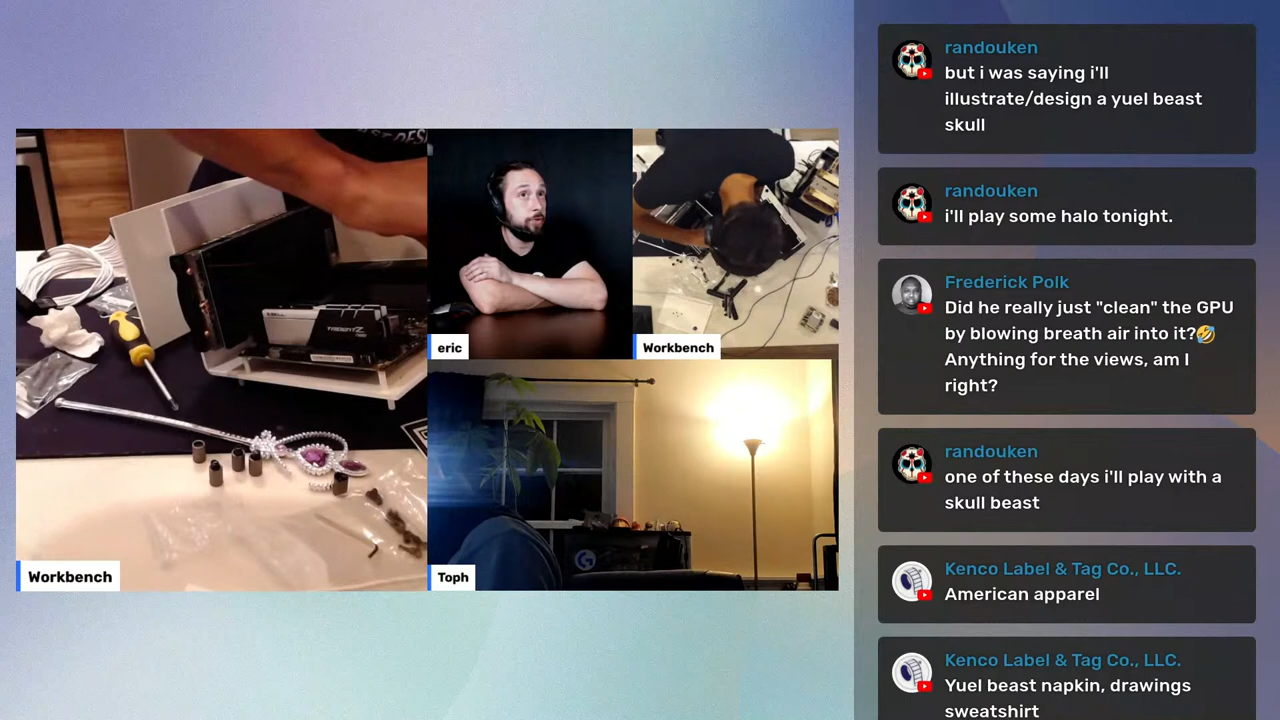 randouken
but i was saying i'll
illustrate/design a yuel beast
skull
randouken
i'll play some halo tonight.
Frederick Polk
Did he really just "clean" the GPU
by blowing breath air into it?🤣
Anything for the views, am I
right?
randouken
one of these days i'll play with a
skull beast
Kenco Label & Tag Co., LLC.
American apparel
Kenco Label & Tag Co., LLC.
Yuel beast napkin, drawings
sweatshirt
eric
Workbench
Toph
Workbench
TRIDENT Z